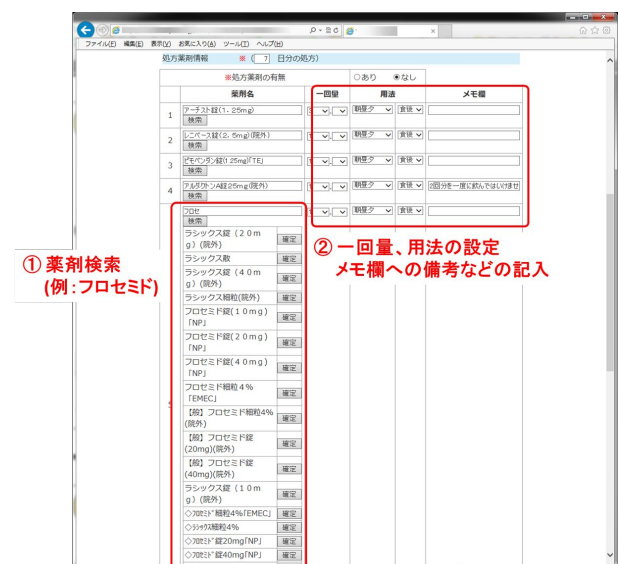 ファイル(F) 編集(E) 表示(V) お気に入り(A) ツール(T) ヘルプ(H)
処方薬剤情報 ※ ( 7 日分の処方)
※処方薬剤の有無 ○あり ◉なし
薬剤名 一回量 用法 メモ欄
1 アーテスト錠(1．25mg) 朝昼夕 食後
検索
2 レニベース錠(2．5mg)(院外) 朝昼夕 食後
検索
3 ピモベンダン錠(1.25mg)「TE」 朝昼夕 食後
検索
4 アルダクトンA錠25mg(院外) 朝昼夕 食後 2回分を一度に飲んではいけませ
検索
フロセ 朝昼夕 食後
検索
ラシックス錠（２０ｍ
ｇ）(院外) 確定
ラシックス散 確定
ラシックス錠（４０ｍ
ｇ）(院外) 確定
ラシックス細粒(院外) 確定
フロセミド錠(１０ｍｇ)
「NP」 確定
フロセミド錠(２０ｍｇ)
「NP」 確定
フロセミド錠(４０ｍｇ)
「NP」 確定
フロセミド細粒４％
「EMEC」 確定
【般】フロセミド細粒4%
(院外) 確定
【般】フロセミド錠
(20mg)(院外) 確定
【般】フロセミド錠
(40mg)(院外) 確定
ラシックス錠（１０ｍ
ｇ）(院外) 確定
◇フロセミド細粒4%「EMEC」 確定
◇ラシックス細粒4% 確定
◇フロセミド錠20mg「NP」 確定
◇フロセミド錠40mg「NP」 確定
① 薬剤検索
(例：フロセミド)
② 一回量、用法の設定
メモ欄への備考などの記入